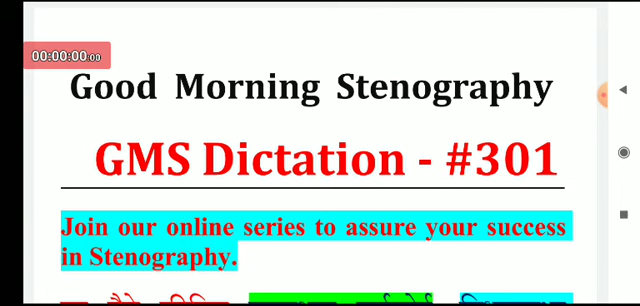 00:00:00:00
Good Morning Stenography
GMS Dictation - #301
Join our online series to assure your success
in Stenography.